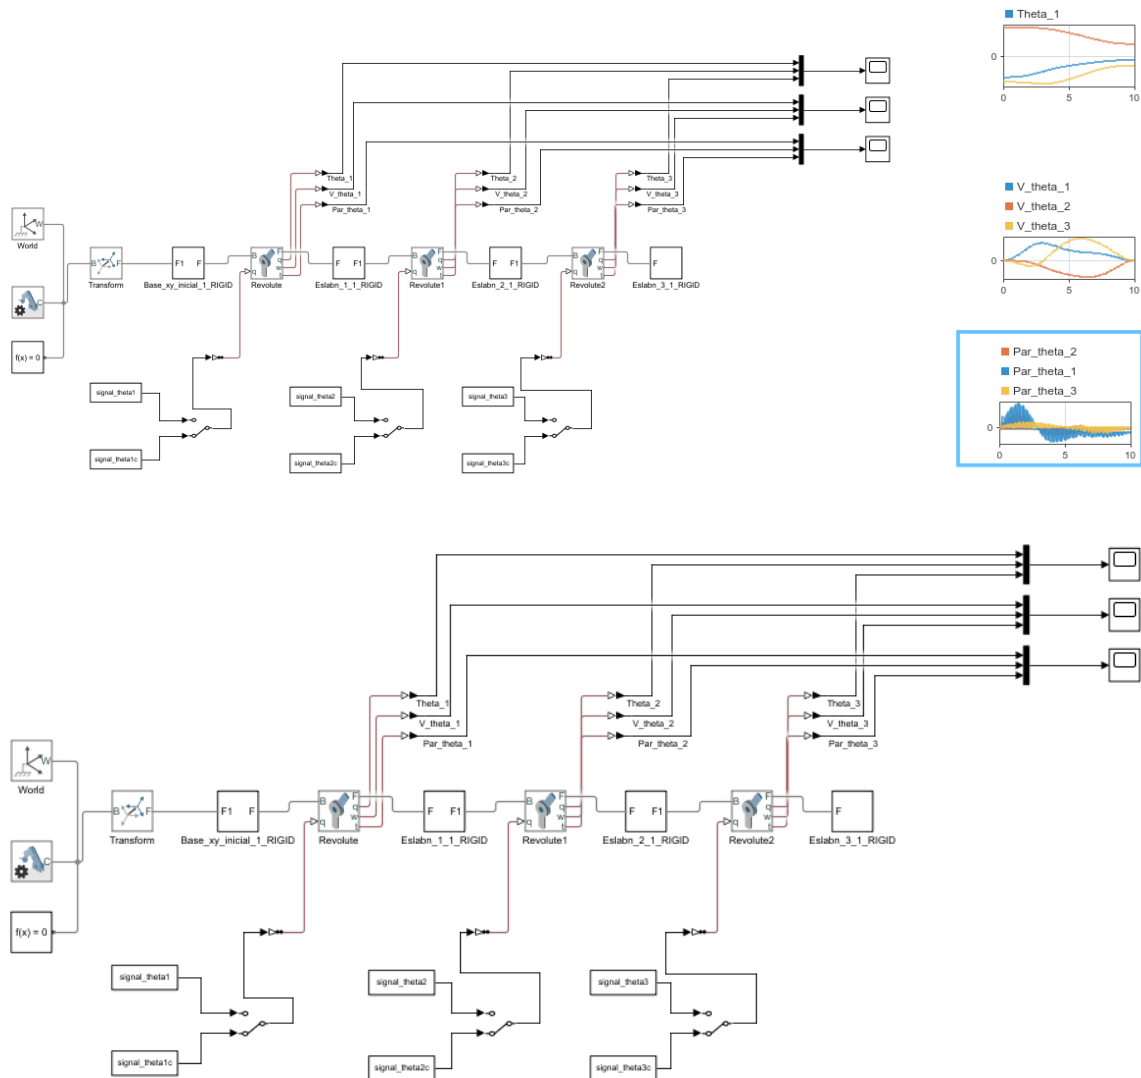 Theta_1
0
0 5 10
Theta_1 Theta_2 Theta_3
V_theta_1 V_theta_2 V_theta_3
Par_theta_1 Par_theta_2 Par_theta_3
V_theta_1
V_theta_2
V_theta_3
0
0 5 10
W
World
B F
Transform
F1 F
Base_xy_inicial_1_RIGID
B q F q w t
Revolute
F F1
Eslabn_1_1_RIGID
B q F q w t
Revolute1
F F1
Eslabn_2_1_RIGID
B q F q w t
Revolute2
F
Eslabn_3_1_RIGID
C
f(x) = 0
signal_theta1 signal_theta2 signal_theta3
signal_theta1c signal_theta2c signal_theta3c
Par_theta_2
Par_theta_1
Par_theta_3
0
0 5 10
Theta_1 Theta_2 Theta_3
V_theta_1 V_theta_2 V_theta_3
Par_theta_1 Par_theta_2 Par_theta_3
W
World
B F
Transform
F1 F
Base_xy_inicial_1_RIGID
B q F q w t
Revolute
F F1
Eslabn_1_1_RIGID
B q F q w t
Revolute1
F F1
Eslabn_2_1_RIGID
B q F q w t
Revolute2
F
Eslabn_3_1_RIGID
C
f(x) = 0
signal_theta1 signal_theta2 signal_theta3
signal_theta1c signal_theta2c signal_theta3c